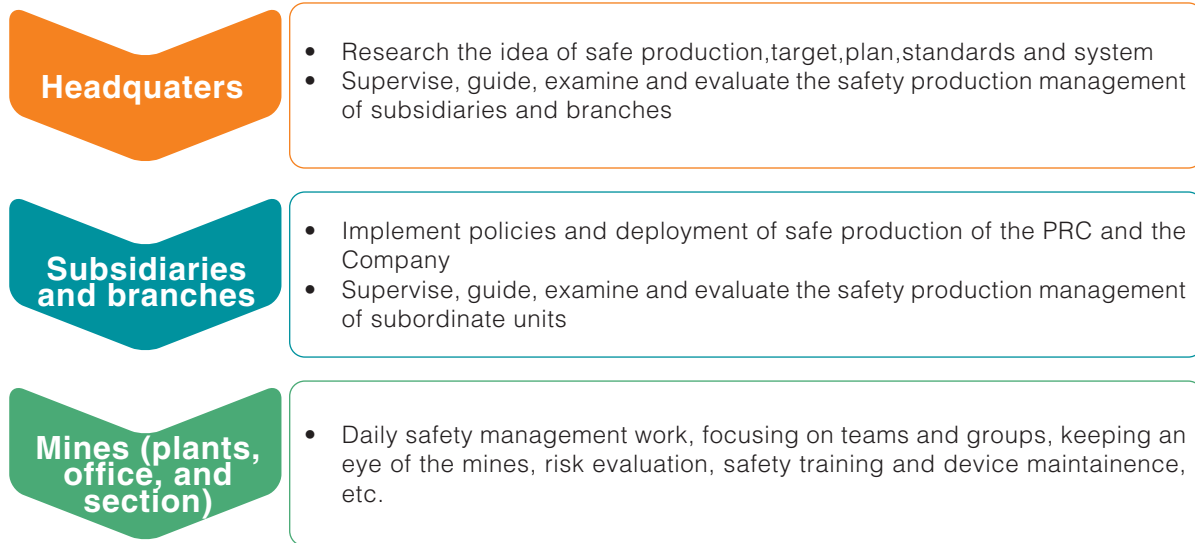 Headquaters
• Research the idea of safe production,target,plan,standards and system
• Supervise, guide, examine and evaluate the safety production management
of subsidiaries and branches
Subsidiaries
and branches
• Implement policies and deployment of safe production of the PRC and the
Company
• Supervise, guide, examine and evaluate the safety production management
of subordinate units
Mines (plants,
office, and
section)
• Daily safety management work, focusing on teams and groups, keeping an
eye of the mines, risk evaluation, safety training and device maintainence,
etc.